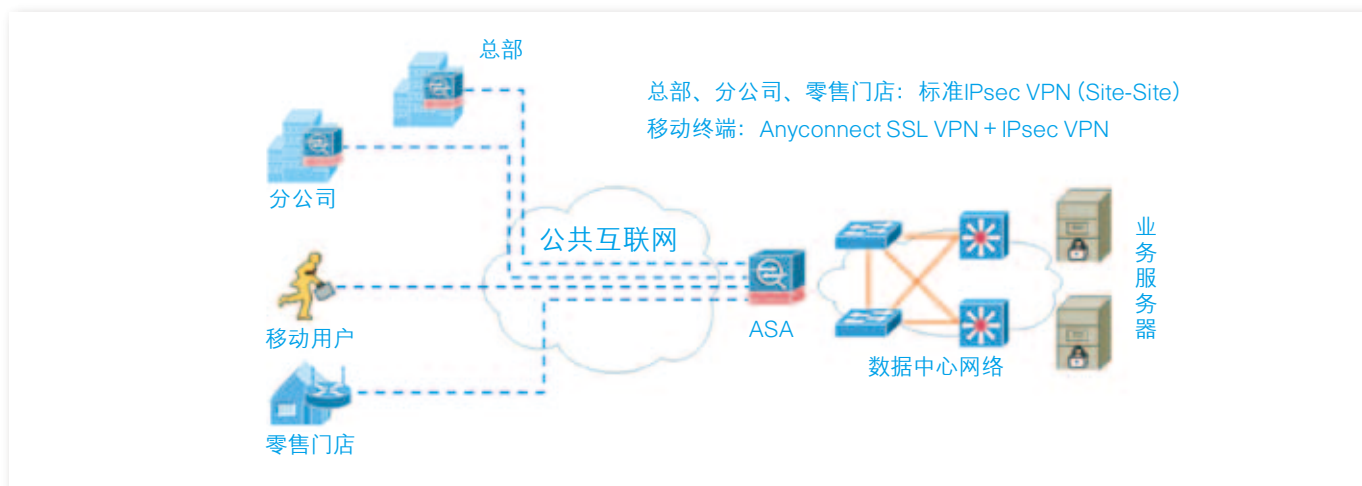 总部
总部、分公司、零售门店：标准IPsec VPN (Site-Site)
移动终端：Anyconnect SSL VPN + IPsec VPN
分公司
公共互联网
业务服务器
移动用户
ASA
数据中心网络
零售门店